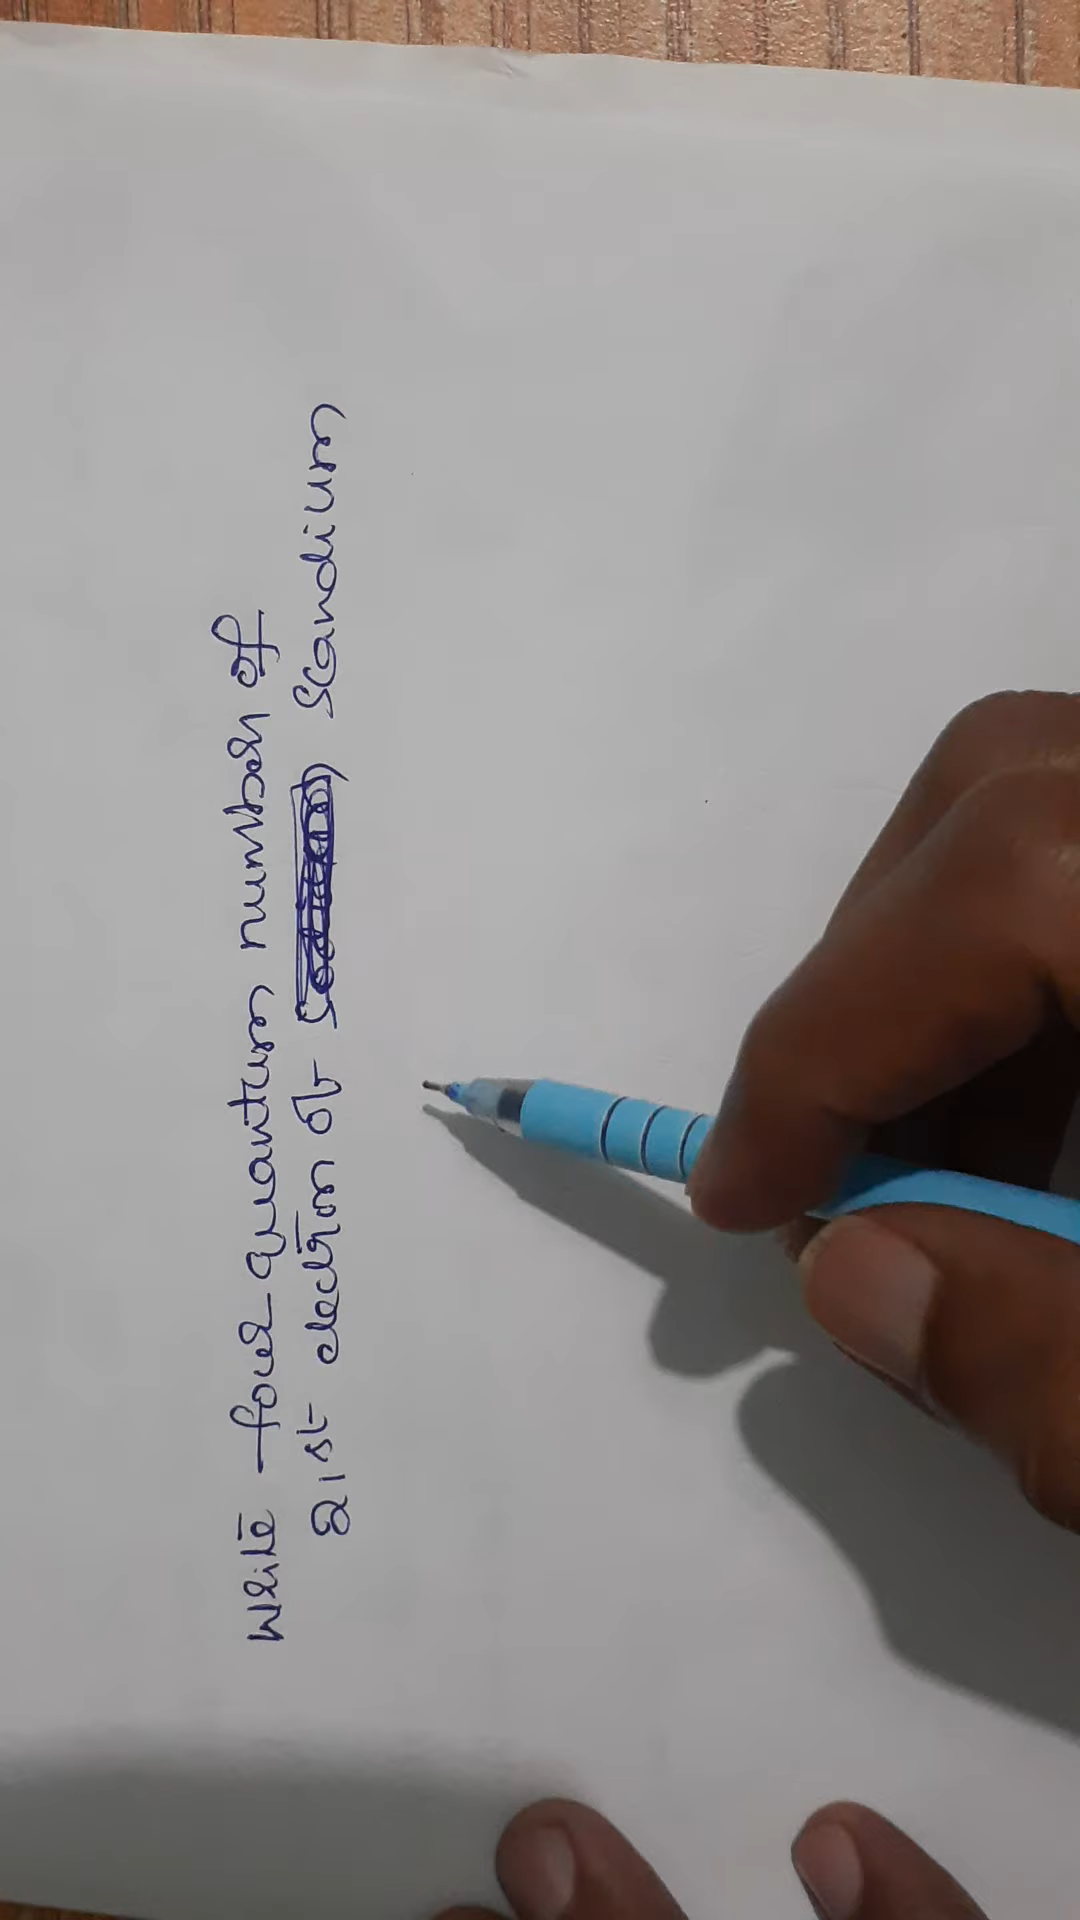 write four quantum number of
21st electron of scandium